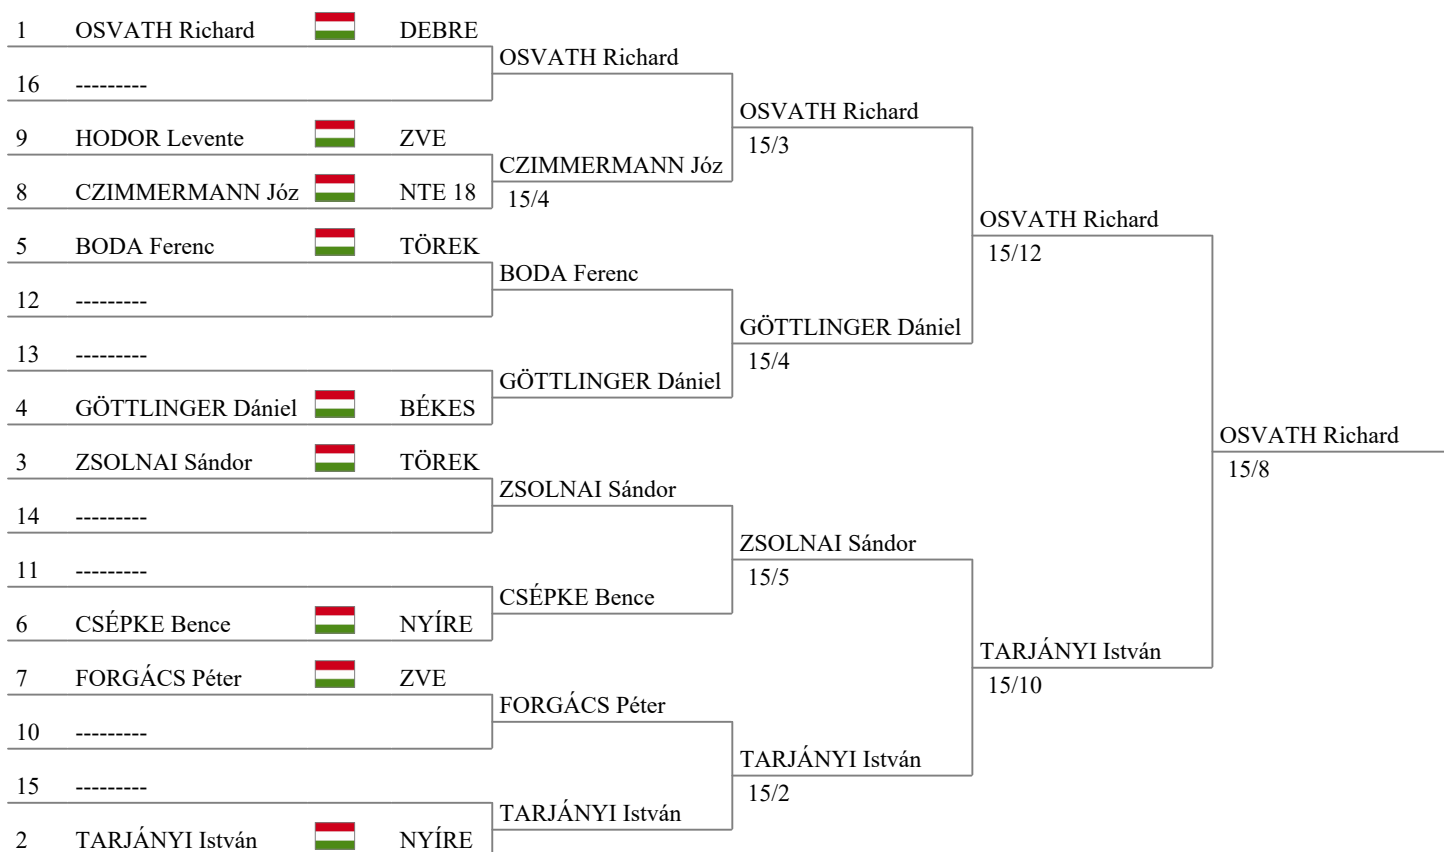 1 OSVATH Richard DEBRE
16 ---------
9 HODOR Levente ZVE
8 CZIMMERMANN Józ NTE 18
5 BODA Ferenc TÖREK
12 ---------
13 ---------
4 GÖTTLINGER Dániel BÉKES
3 ZSOLNAI Sándor TÖREK
14 ---------
11 ---------
6 CSÉPKE Bence NYÍRE
7 FORGÁCS Péter ZVE
10 ---------
15 ---------
2 TARJÁNYI István NYÍRE
OSVATH Richard
CZIMMERMANN Józ
15/4
BODA Ferenc
GÖTTLINGER Dániel
ZSOLNAI Sándor
CSÉPKE Bence
FORGÁCS Péter
TARJÁNYI István
OSVATH Richard
15/3
GÖTTLINGER Dániel
15/4
ZSOLNAI Sándor
15/5
TARJÁNYI István
15/2
OSVATH Richard
15/12
TARJÁNYI István
15/10
OSVATH Richard
15/8